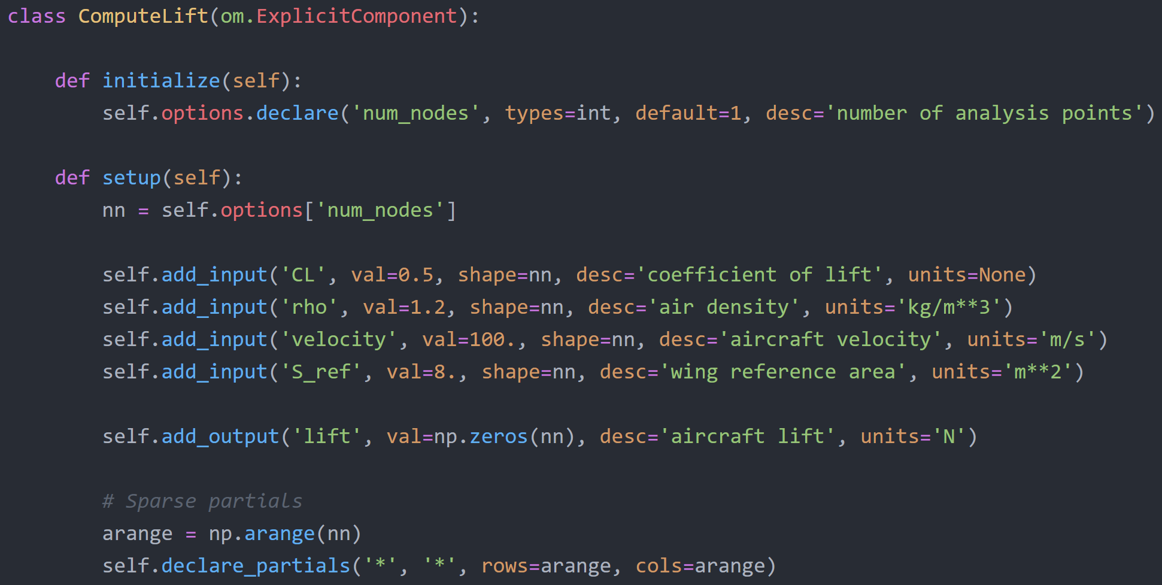 class ComputeLift(om.ExplicitComponent):
def initialize(self):
self.options.declare('num_nodes', types=int, default=1, desc='number of analysis points')
def setup(self):
nn = self.options['num_nodes']
self.add_input('CL', val=0.5, shape=nn, desc='coefficient of lift', units=None)
self.add_input('rho', val=1.2, shape=nn, desc='air density', units='kg/m**3')
self.add_input('velocity', val=100., shape=nn, desc='aircraft velocity', units='m/s')
self.add_input('S_ref', val=8., shape=nn, desc='wing reference area', units='m**2')
self.add_output('lift', val=np.zeros(nn), desc='aircraft lift', units='N')
# Sparse partials
arange = np.arange(nn)
self.declare_partials('*', '*', rows=arange, cols=arange)